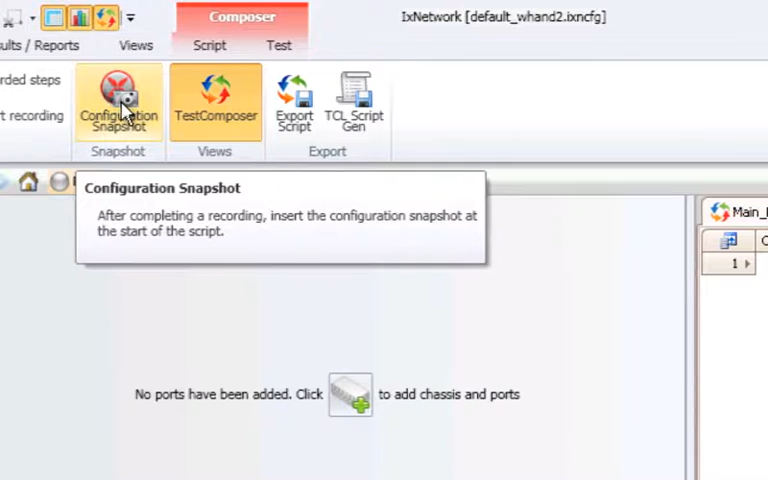 Composer
IxNetwork [default_whand2.ixncfg]
ults / Reports
Views
Script
Test
rded steps
rt recording
Configuration
Snapshot
TestComposer
Export
Script
TCL Script
Gen
Snapshot
Views
Export
Configuration Snapshot
After completing a recording, insert the configuration snapshot at
the start of the script.
Main_
1
No ports have been added. Click
to add chassis and ports